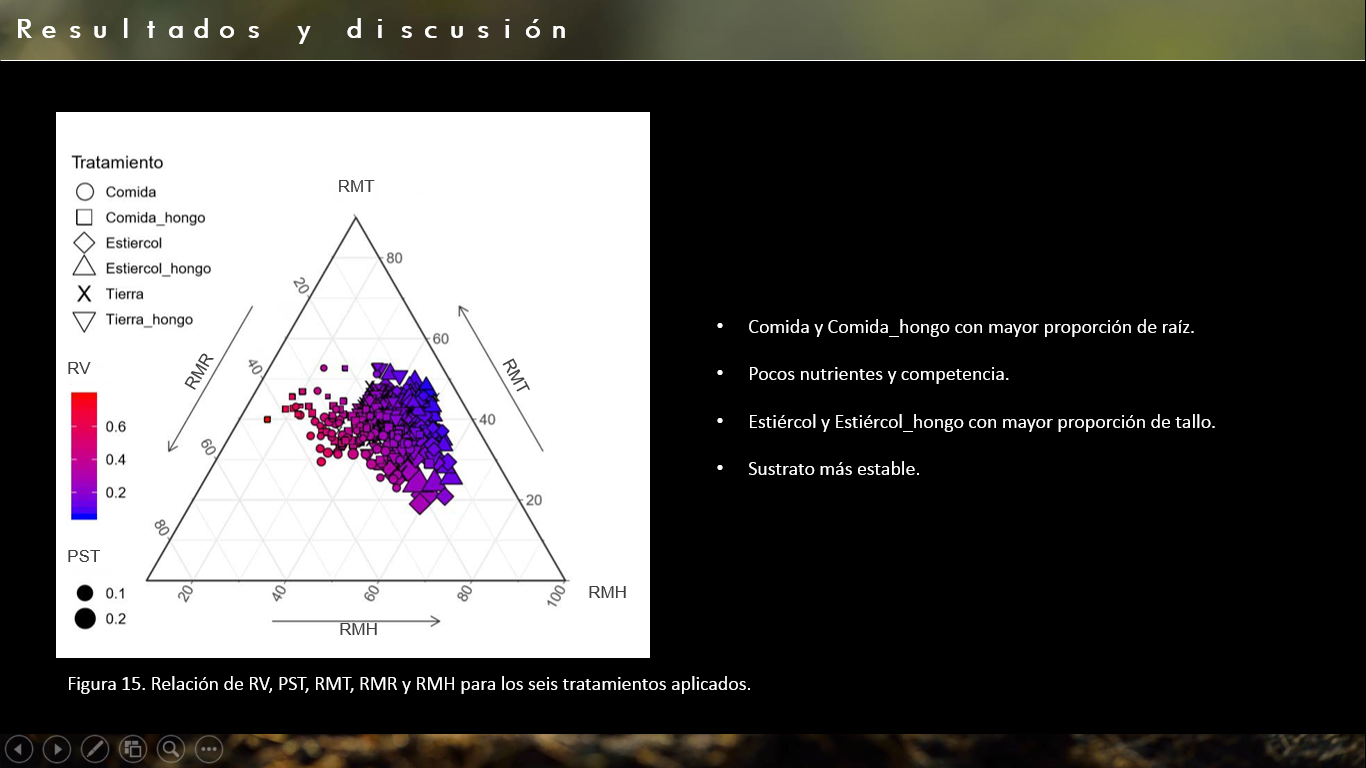 Resultados y discusión
Tratamiento
Comida
Comida_hongo
Estiercol
Estiercol_hongo
Tierra
Tierra_hongo
RV
0.6
0.4
0.2
PST
0.1
0.2
RMT
80
60
40
20
RMT
20
40
60
80
RMR
20
40
60
80
100
RMH
RMH
Comida y Comida_hongo con mayor proporción de raíz.
Pocos nutrientes y competencia.
Estiércol y Estiércol_hongo con mayor proporción de tallo.
Sustrato más estable.
Figura 15. Relación de RV, PST, RMT, RMR y RMH para los seis tratamientos aplicados.